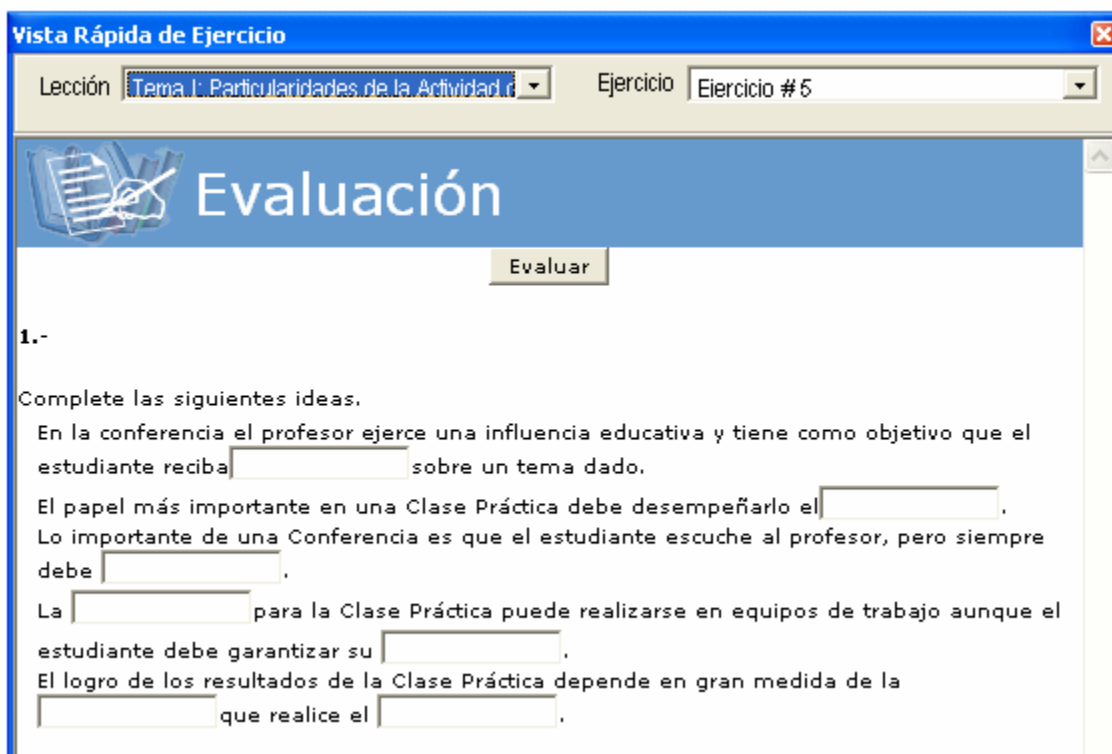 Vista Rápida de Ejercicio
Lección Tema I: Particularidades de la Actividad d Ejercicio Ejercicio # 5
Evaluación
Evaluar
1.-
Complete las siguientes ideas.
En la conferencia el profesor ejerce una influencia educativa y tiene como objetivo que el
estudiante reciba sobre un tema dado.
El papel más importante en una Clase Práctica debe desempeñarlo el .
Lo importante de una Conferencia es que el estudiante escuche al profesor, pero siempre
debe .
La para la Clase Práctica puede realizarse en equipos de trabajo aunque el
estudiante debe garantizar su .
El logro de los resultados de la Clase Práctica depende en gran medida de la
que realice el .